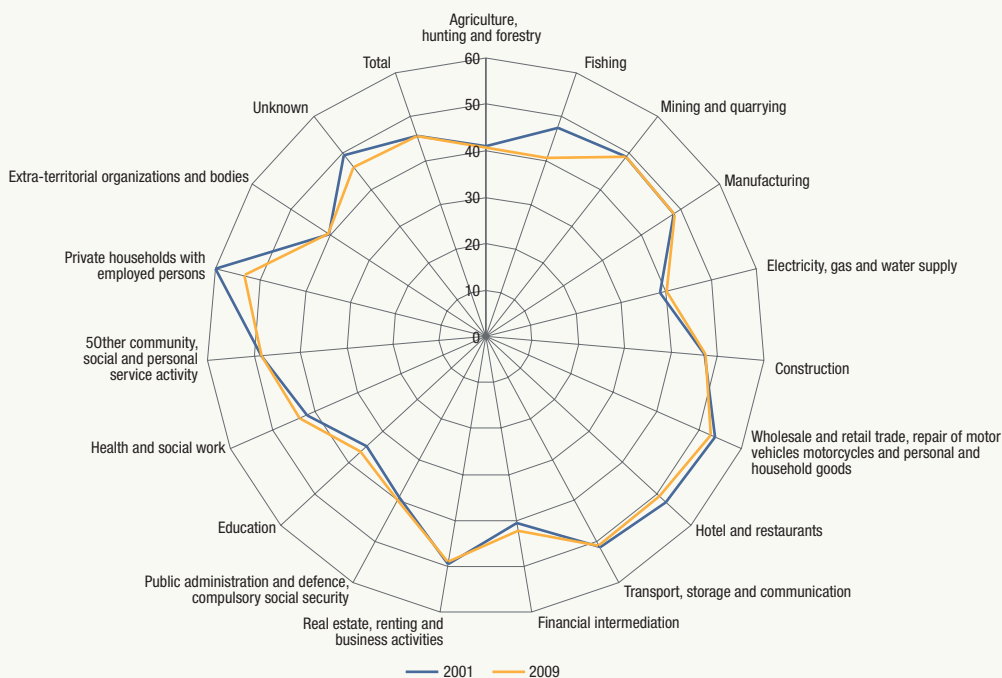 Agriculture,
hunting and forestry
Fishing
Mining and quarrying
Manufacturing
Electricity, gas and water supply
Construction
Wholesale and retail trade, repair of motor
vehicles motorcycles and personal and
household goods
Hotel and restaurants
Transport, storage and communication
Financial intermediation
Real estate, renting and
business activities
Public administration and defence,
compulsory social security
Education
Health and social work
5Other community,
social and personal
service activity
Private households with
employed persons
Extra-territorial organizations and bodies
Unknown
Total
60
50
40
30
20
10
0
2001
2009